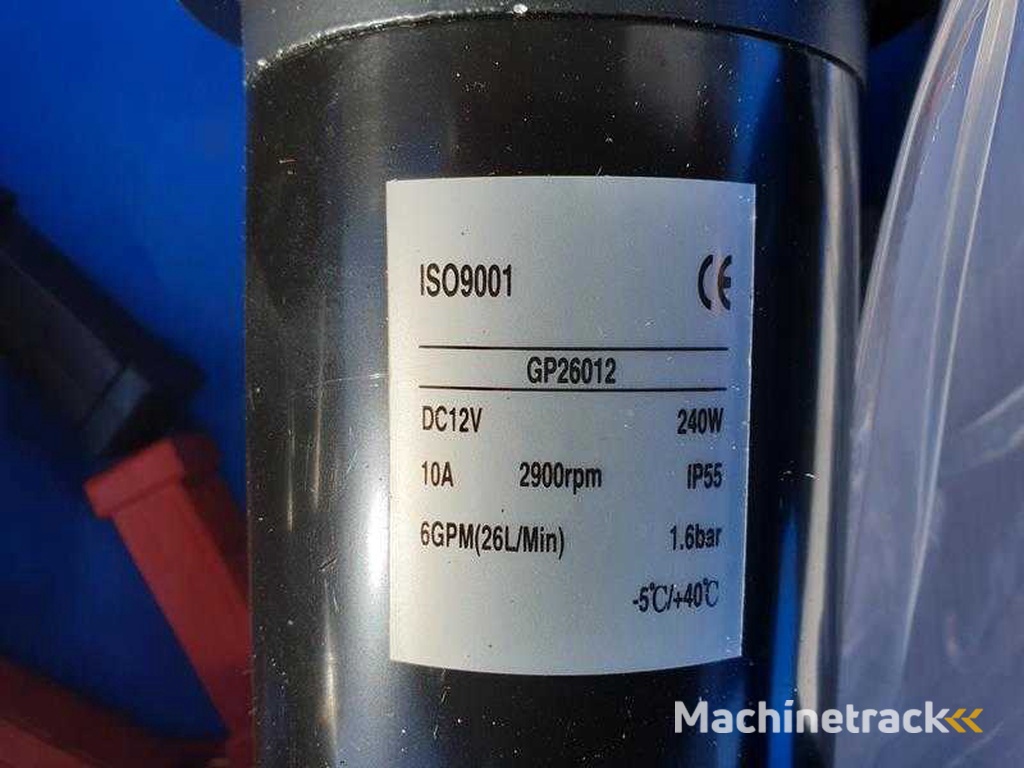 ISO9001 CE
GP26012
DC12V 240W
10A 2900rpm IP55
6GPM(26L/Min) 1.6bar
-5℃/+40℃
Machinetrack